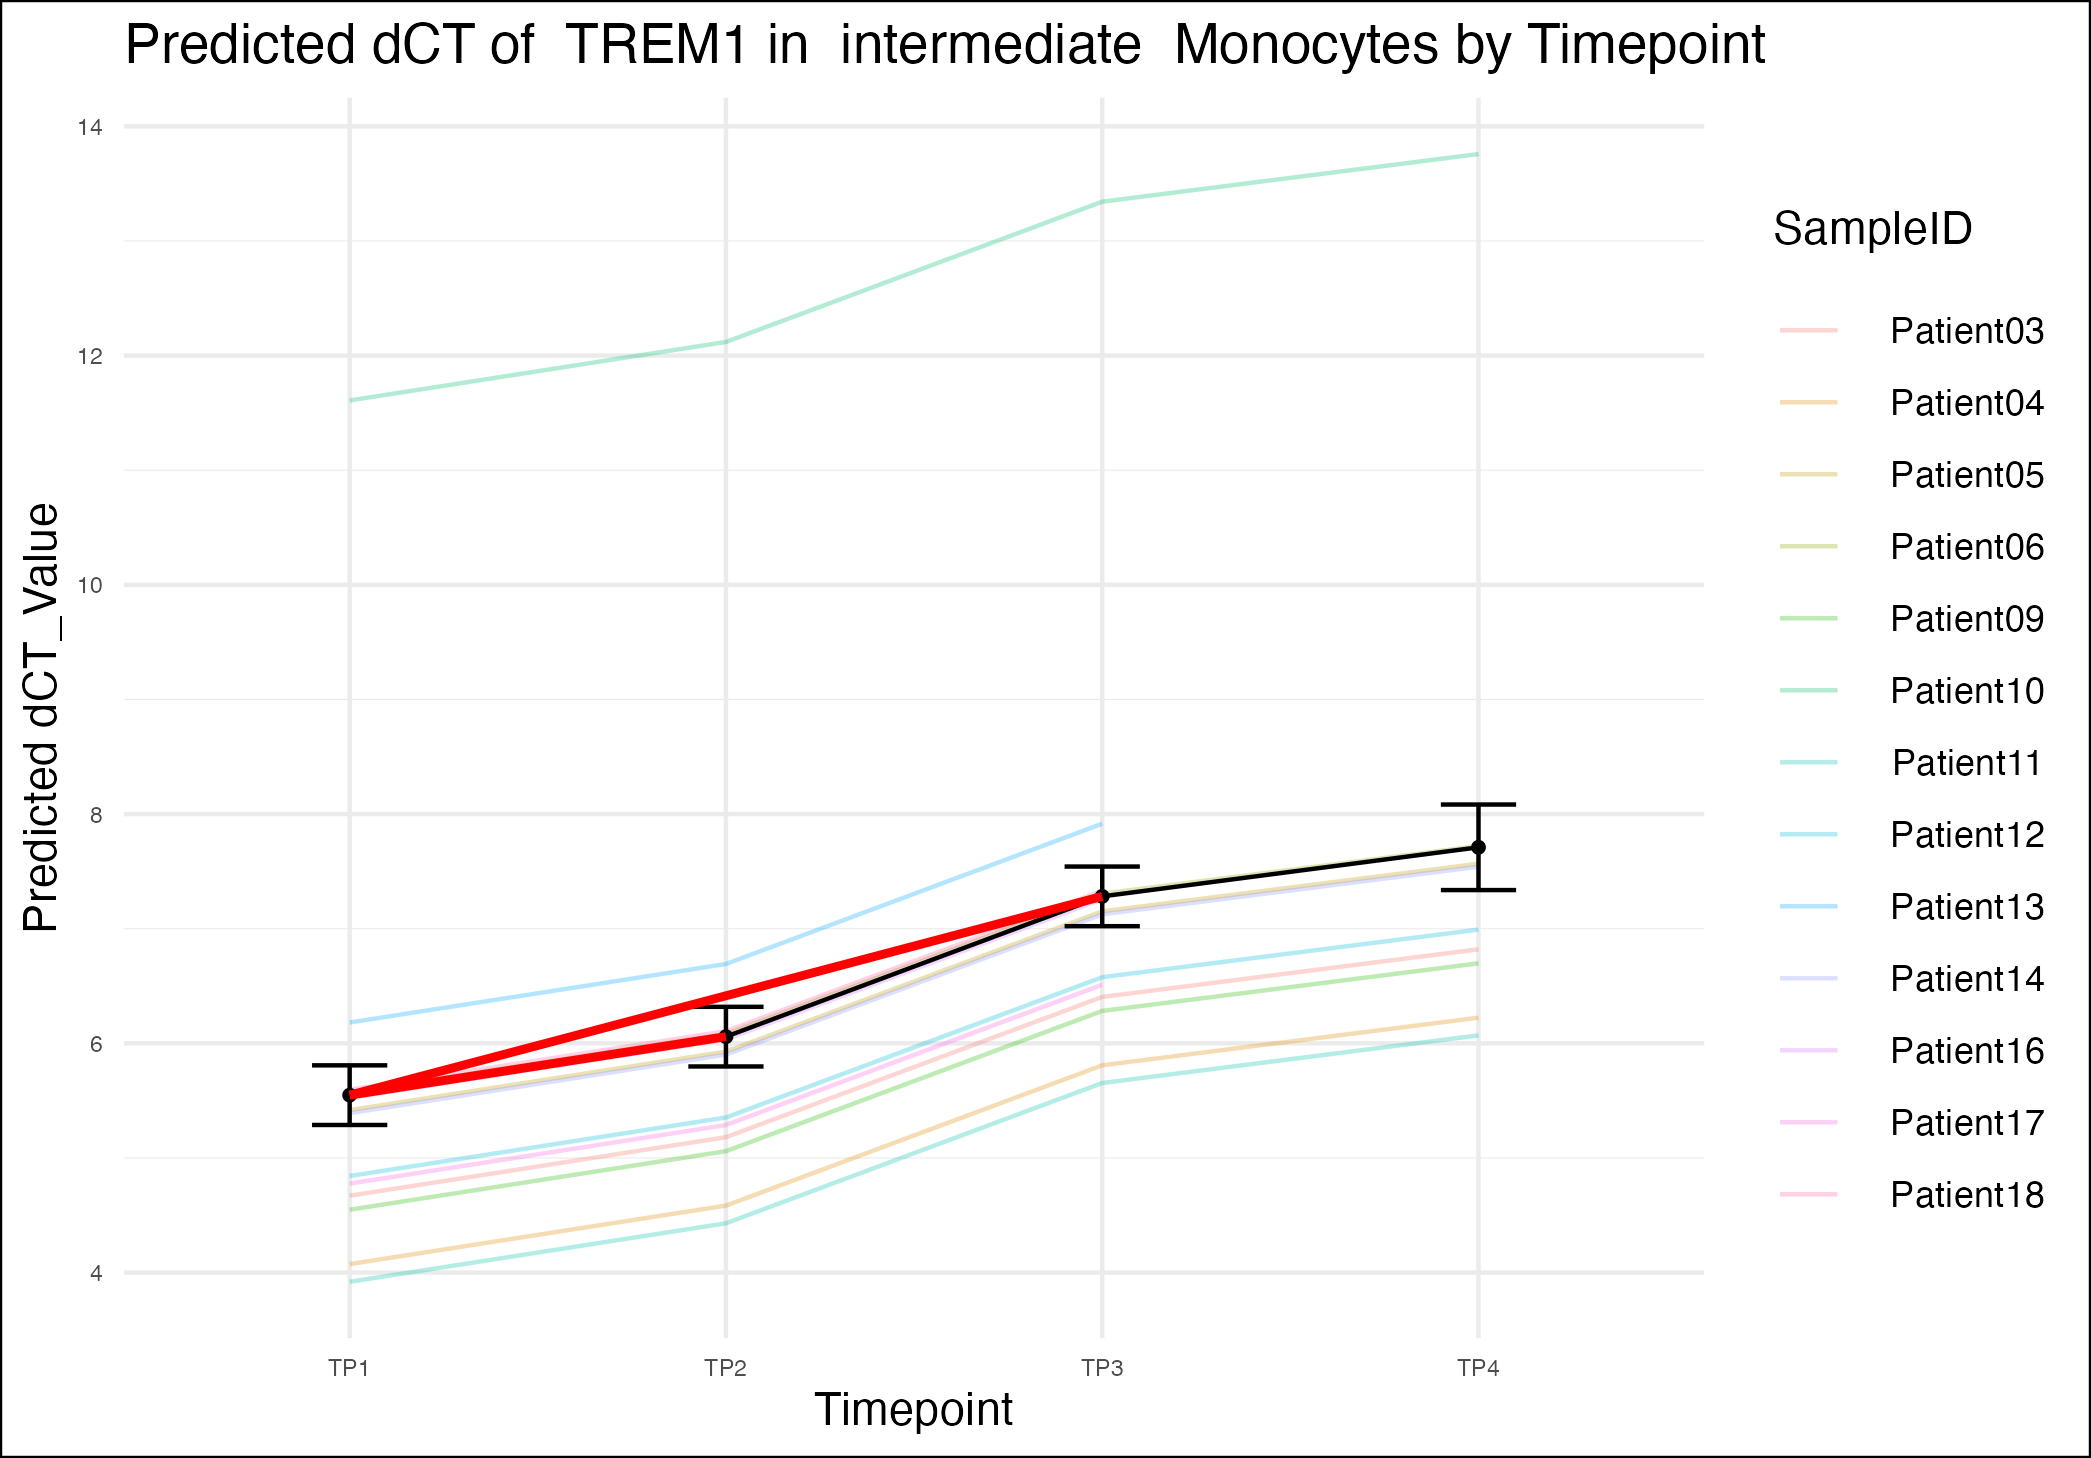 Predicted dCT of  TREM1 in  intermediate  Monocytes by Timepoint
14
12
10
8
6
4
Predicted dCT_Value
TP1
TP2
TP3
TP4
Timepoint
SampleID
Patient03
Patient04
Patient05
Patient06
Patient09
Patient10
Patient11
Patient12
Patient13
Patient14
Patient16
Patient17
Patient18